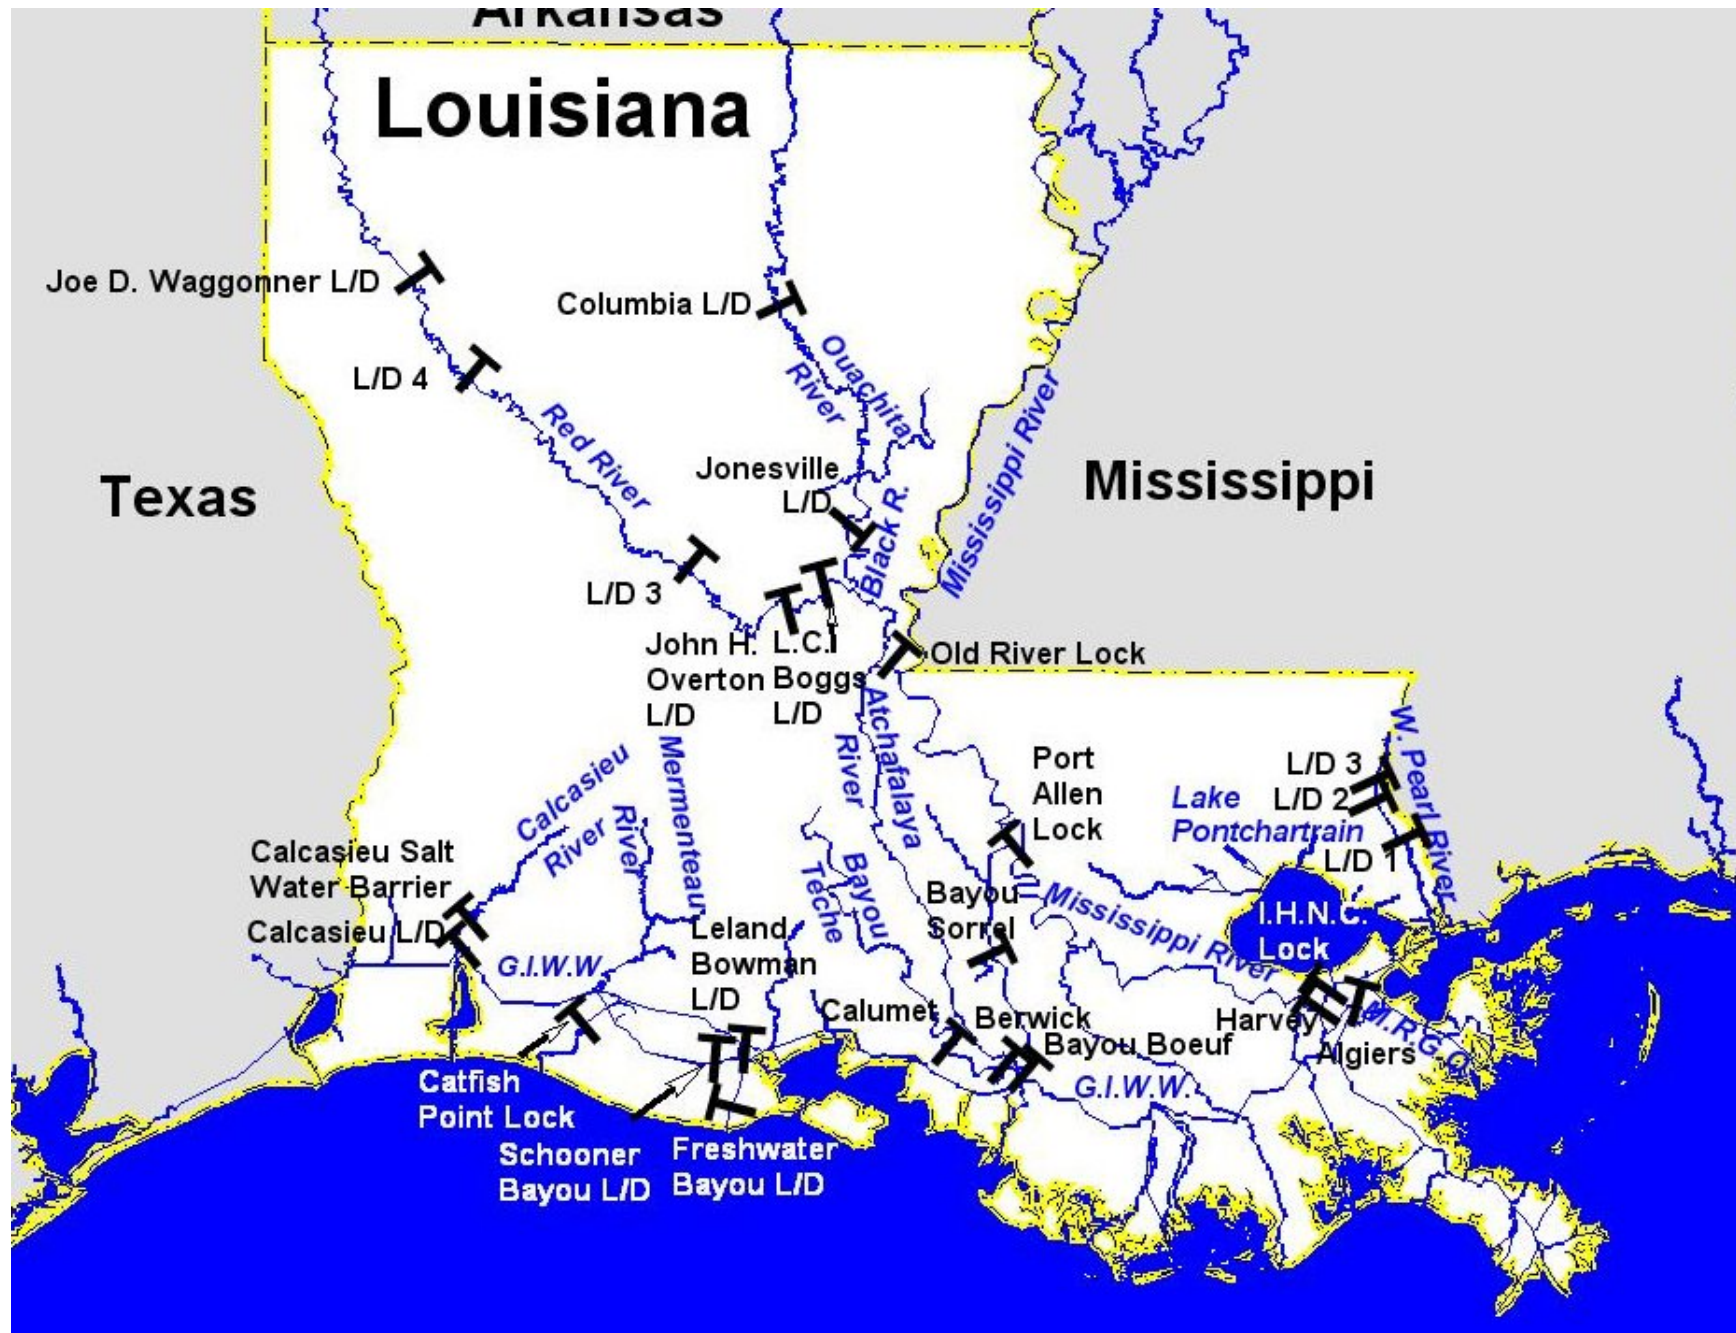 Arkansas
Louisiana
Joe D. Waggonner L/D
Columbia L/D
Ouachita
River
L/D 4
Red River
Mississippi River
Texas
Mississippi
Jonesville
L/D
Black R.
L/D 3
John H.
Overton
L/D
L.C.
Boggs
L/D
Old River Lock
Atchafalaya
River
W. Pearl River
Calcasieu
River
Mermenteau
River
Port
Allen
Lock
L/D 3
L/D 2
L/D 1
Lake
Pontchartrain
Calcasieu Salt
Water Barrier
Calcasieu L/D
Bayou
Teche
Bayou
Sorrel
Mississippi River
I.H.N.C.
Lock
Leland
Bowman
L/D
G.I.W.W.
Calumet
Berwick
Bayou Boeuf
Harvey
Algiers
M.R.G.O.
G.I.W.W.
Catfish
Point Lock
Schooner
Bayou L/D
Freshwater
Bayou L/D